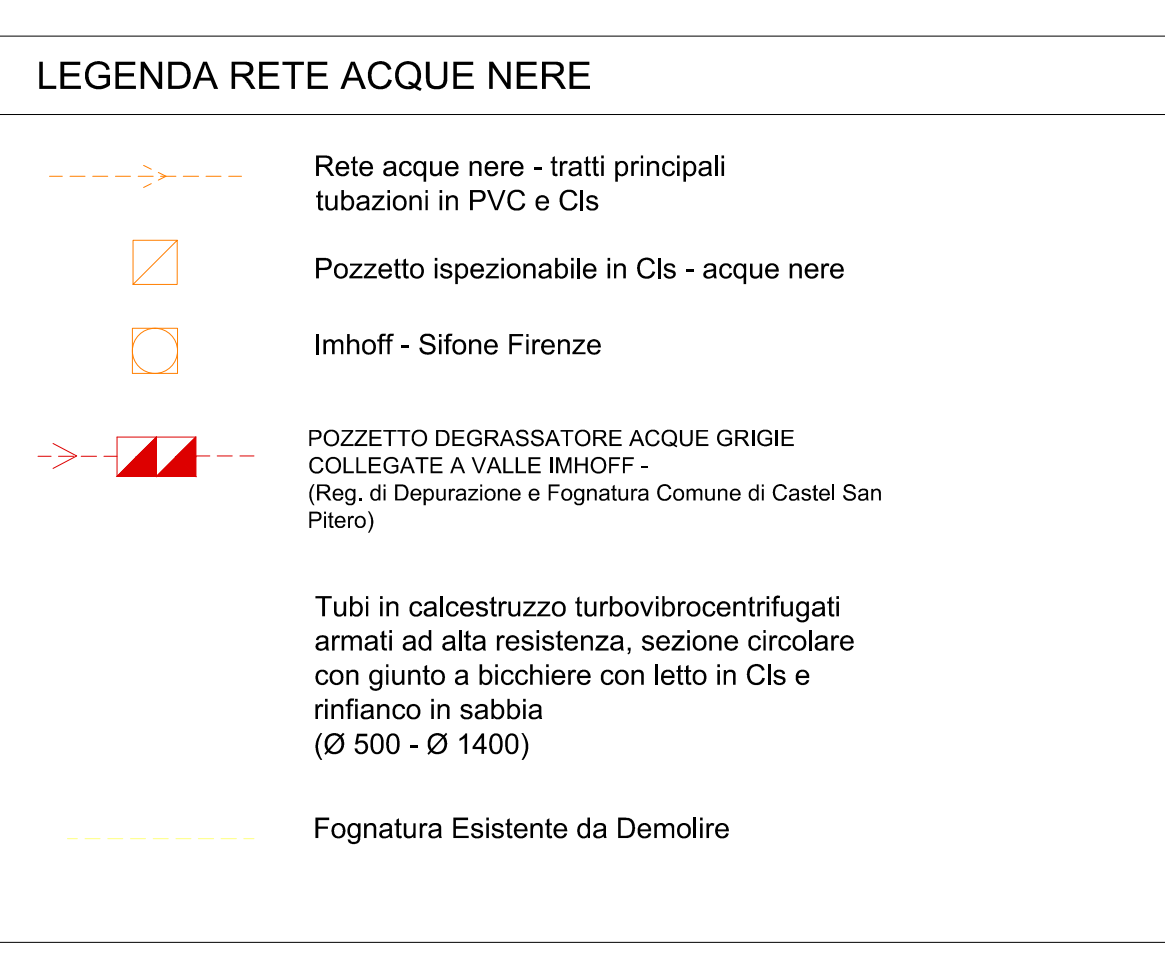 LEGENDA RETE ACQUE NERE
Rete acque nere - tratti principali
tubazioni in PVC e Cls
Pozzetto ispezionabile in Cls - acque nere
Imhoff - Sifone Firenze
POZZETTO DEGRASSATORE ACQUE GRIGIE
COLLEGATE A VALLE IMHOFF -
(Reg. di Depurazione e Fognatura Comune di Castel San
Pitero)
Tubi in calcestruzzo turbovibrocentrifugati
armati ad alta resistenza, sezione circolare
con giunto a bicchiere con letto in Cls e
rinfianco in sabbia
(Ø 500 - Ø 1400)
Fognatura Esistente da Demolire